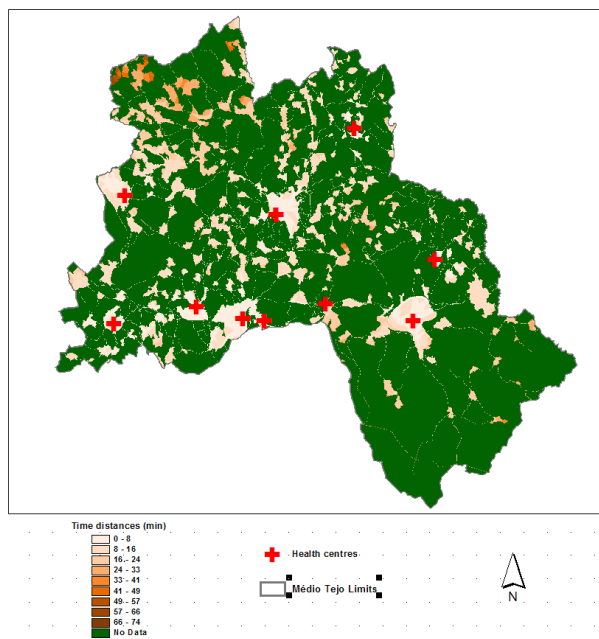 Time distances (min)
0 - 8
8 - 16
16 - 24
24 - 33
33 - 41
41 - 49
49 - 57
57 - 66
66 - 74
No Data
Health centres
Médio Tejo Limits
N